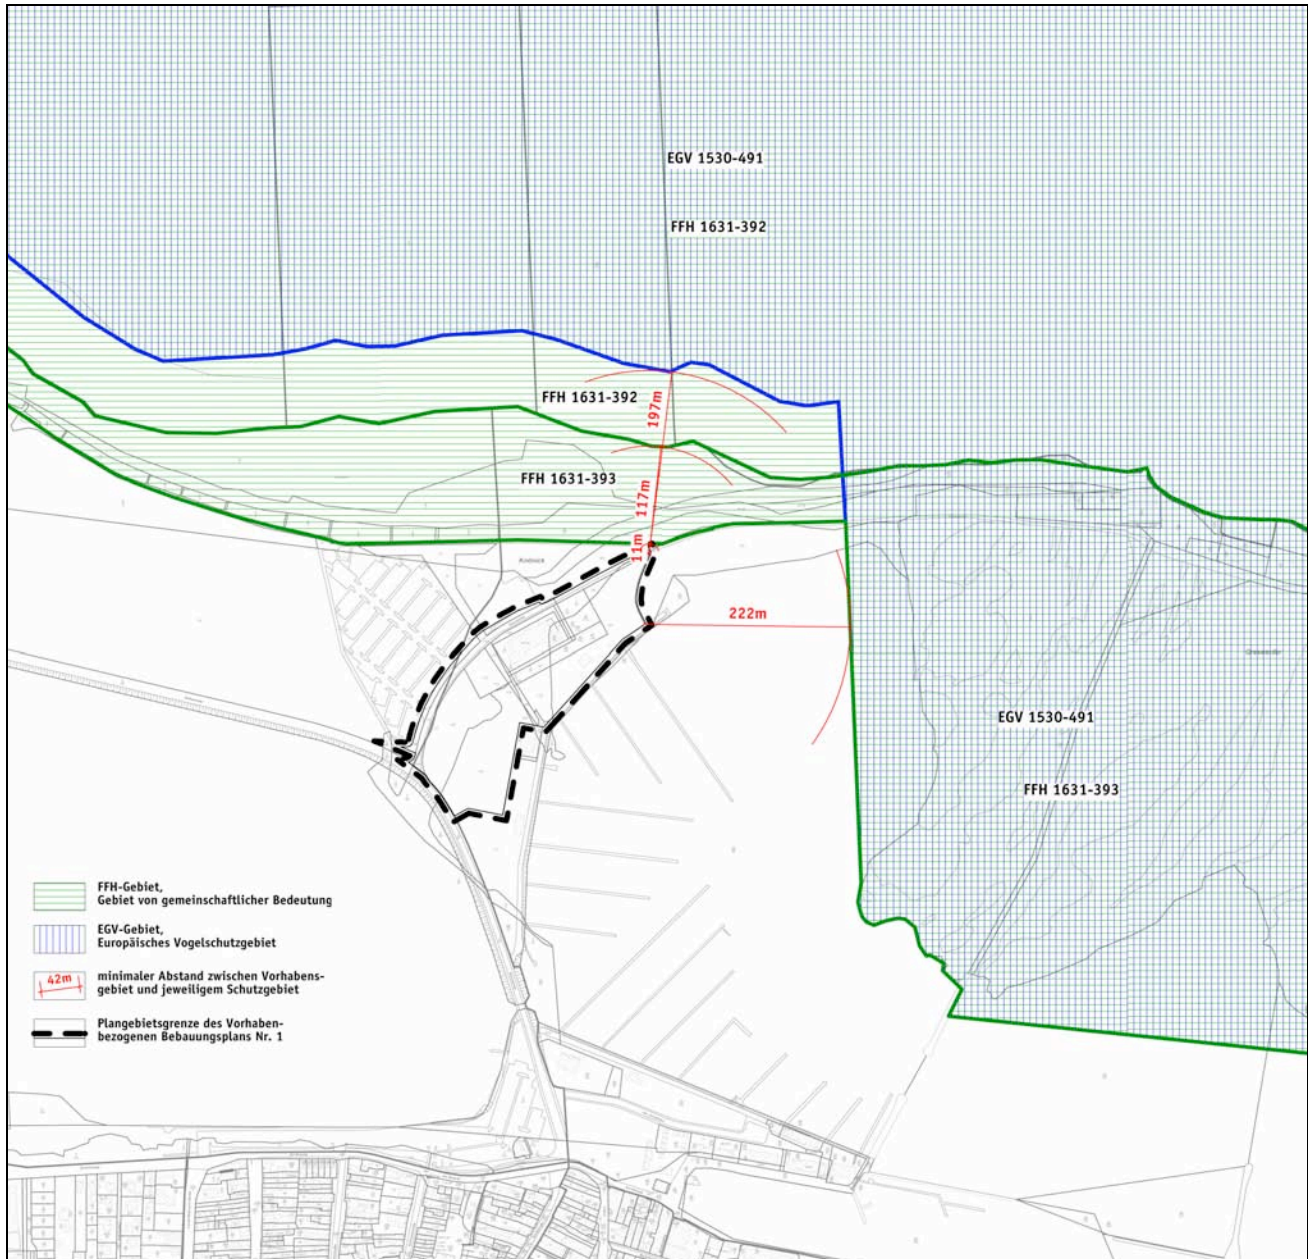 EGV 1530-491
FFH 1631-392
FFH 1631-392
197m
FFH 1631-393
117m
11m
222m
EGV 1530-491
FFH 1631-393
FFH-Gebiet,
Gebiet von gemeinschaftlicher Bedeutung
EGV-Gebiet,
Europäisches Vogelschutzgebiet
42m
minimaler Abstand zwischen Vorhabens-
gebiet und jeweiligem Schutzgebiet
Plangebietsgrenze des Vorhaben-
bezogenen Bebauungsplans Nr. 1